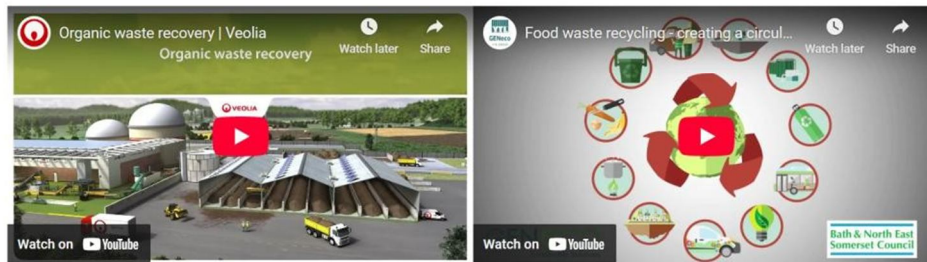 Organic waste recovery | Veolia
Watch later
Share
Organic waste recovery
VEOLIA
Watch on YouTube
GENeco
Food waste recycling - creating a circul...
Watch later
Share
Watch on YouTube
Bath & North East
Somerset Council